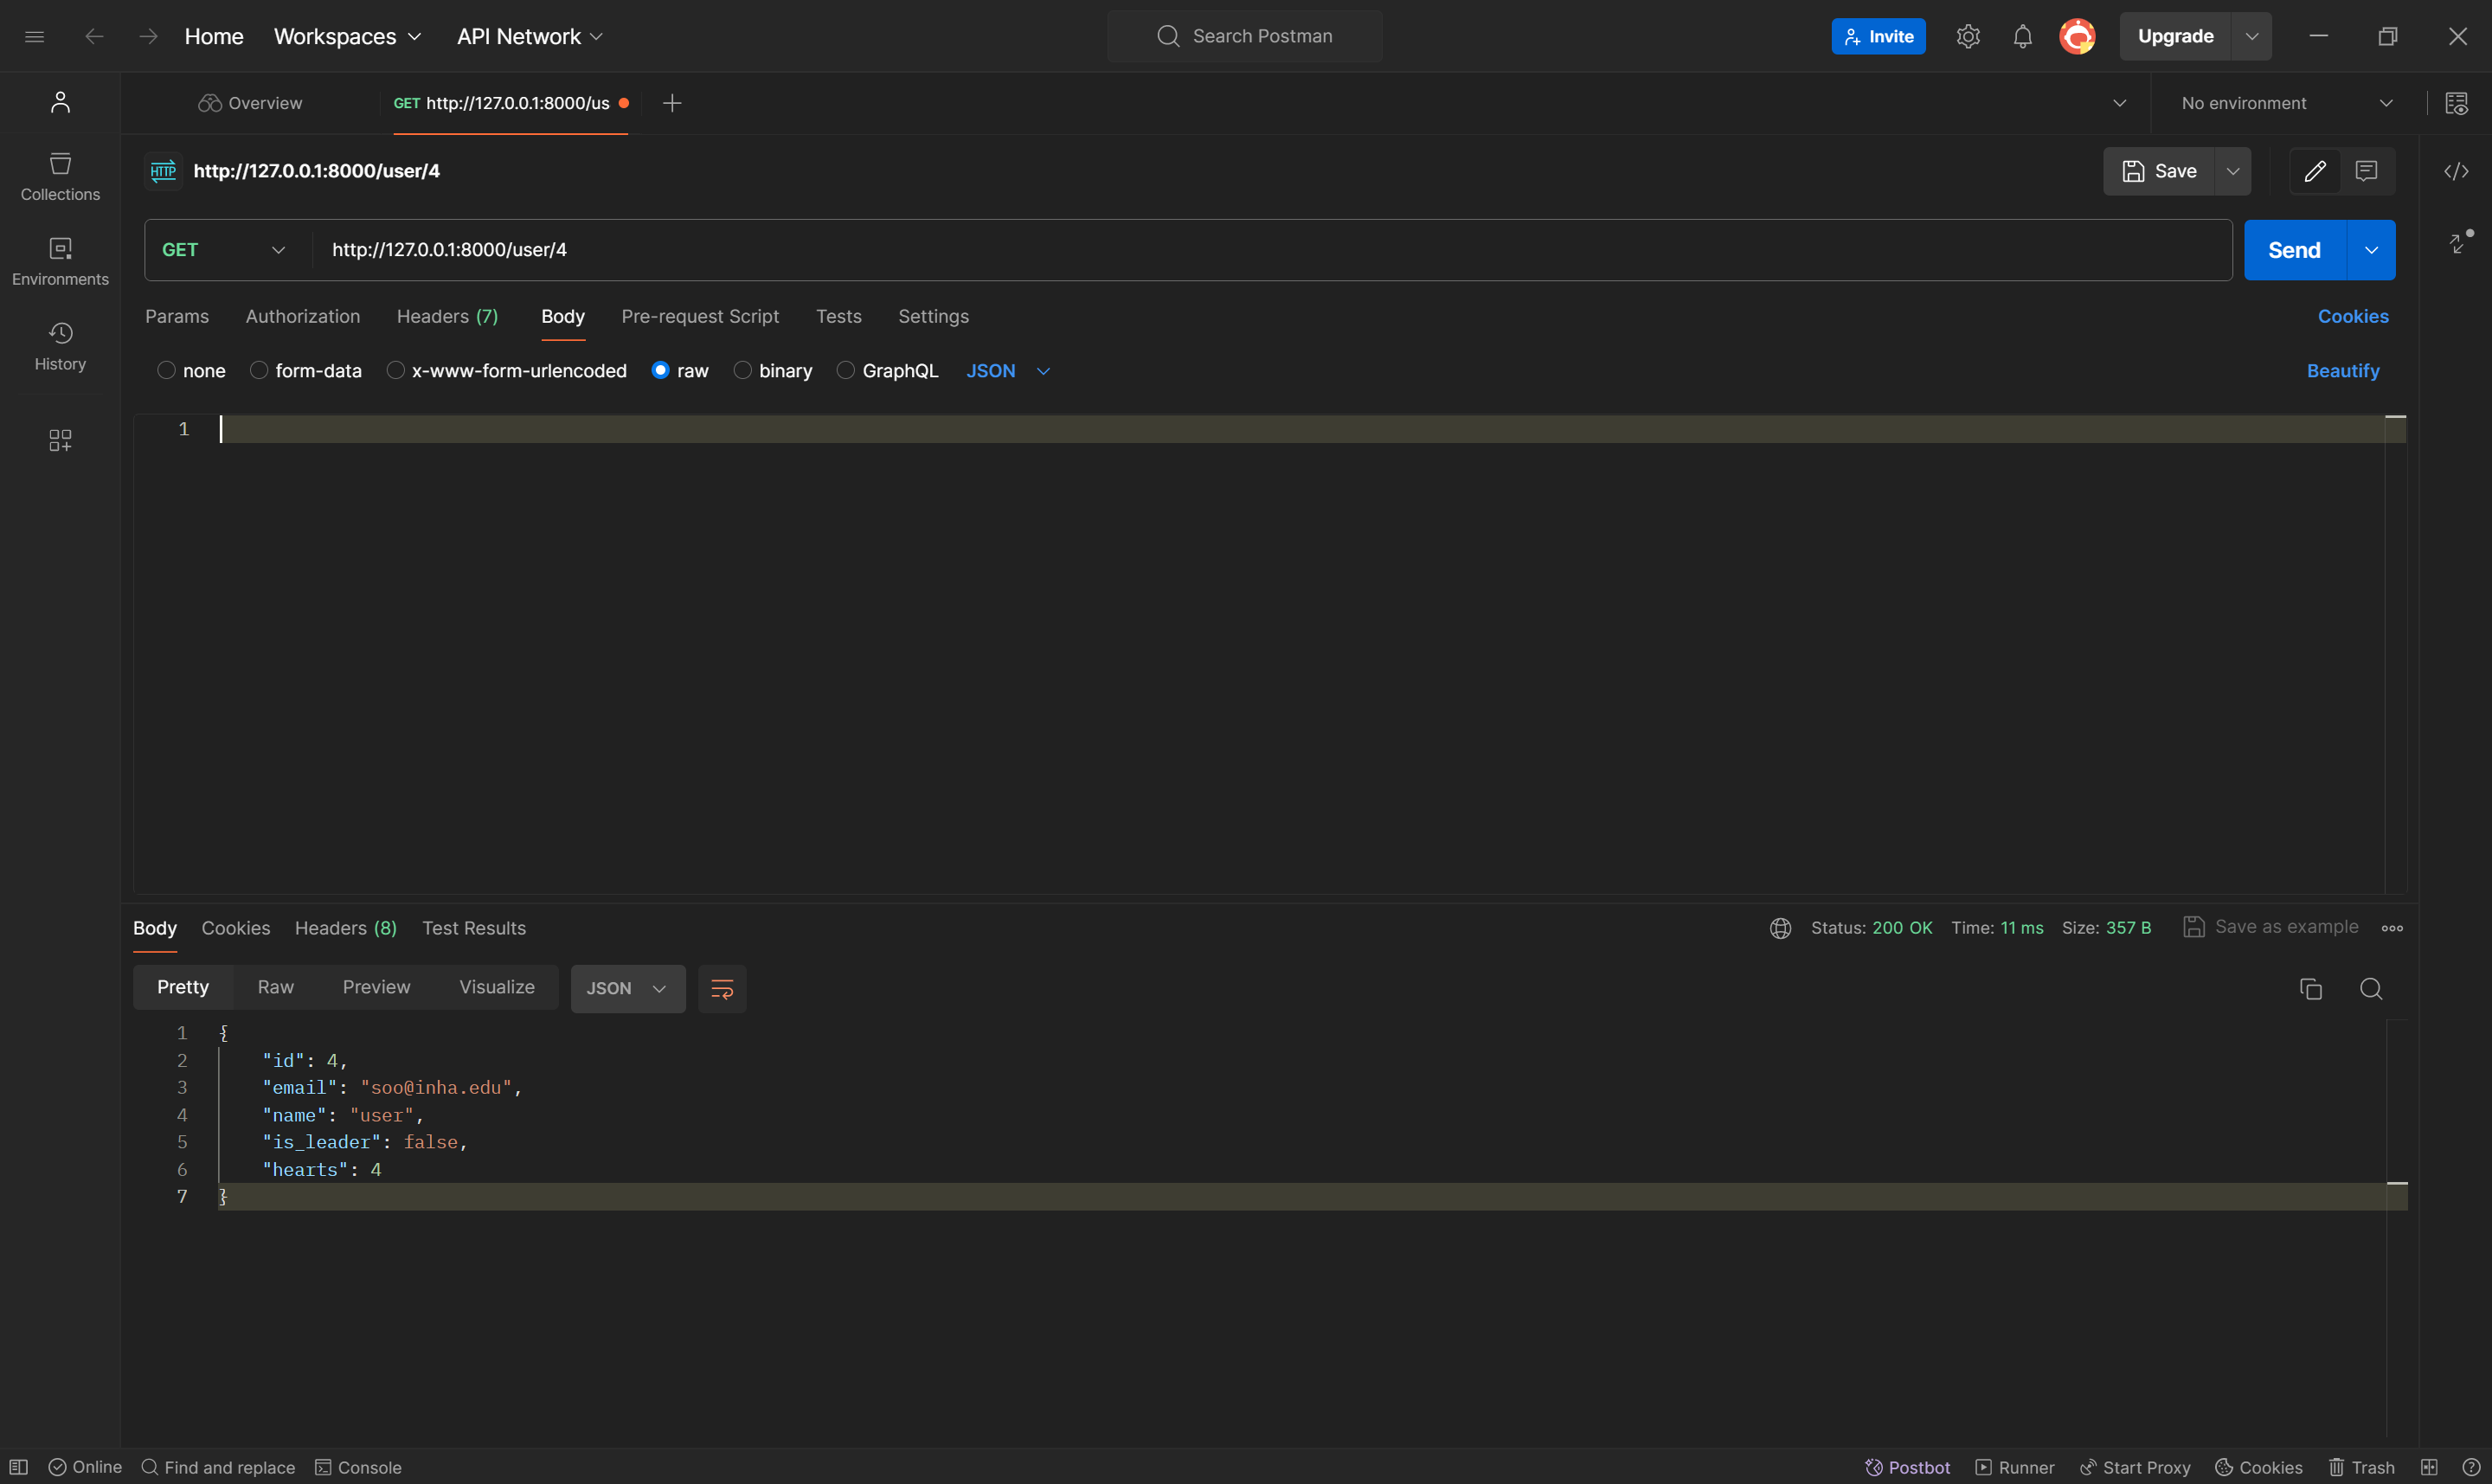 Home Workspaces API Network Search Postman Invite Upgrade
Overview GET http://127.0.0.1:8000/us No environment
HTTP http://127.0.0.1:8000/user/4 Save
Collections
Environments
History
GET http://127.0.0.1:8000/user/4 Send
Params Authorization Headers (7) Body Pre-request Script Tests Settings Cookies
none form-data x-www-form-urlencoded raw binary GraphQL JSON Beautify
1
Body Cookies Headers (8) Test Results Status: 200 OK Time: 11 ms Size: 357 B Save as example
Pretty Raw Preview Visualize JSON
1 {
2 "id": 4,
3 "email": "soo@inha.edu",
4 "name": "user",
5 "is_leader": false,
6 "hearts": 4
7 }
Online Find and replace Console Postbot Runner Start Proxy Cookies Trash